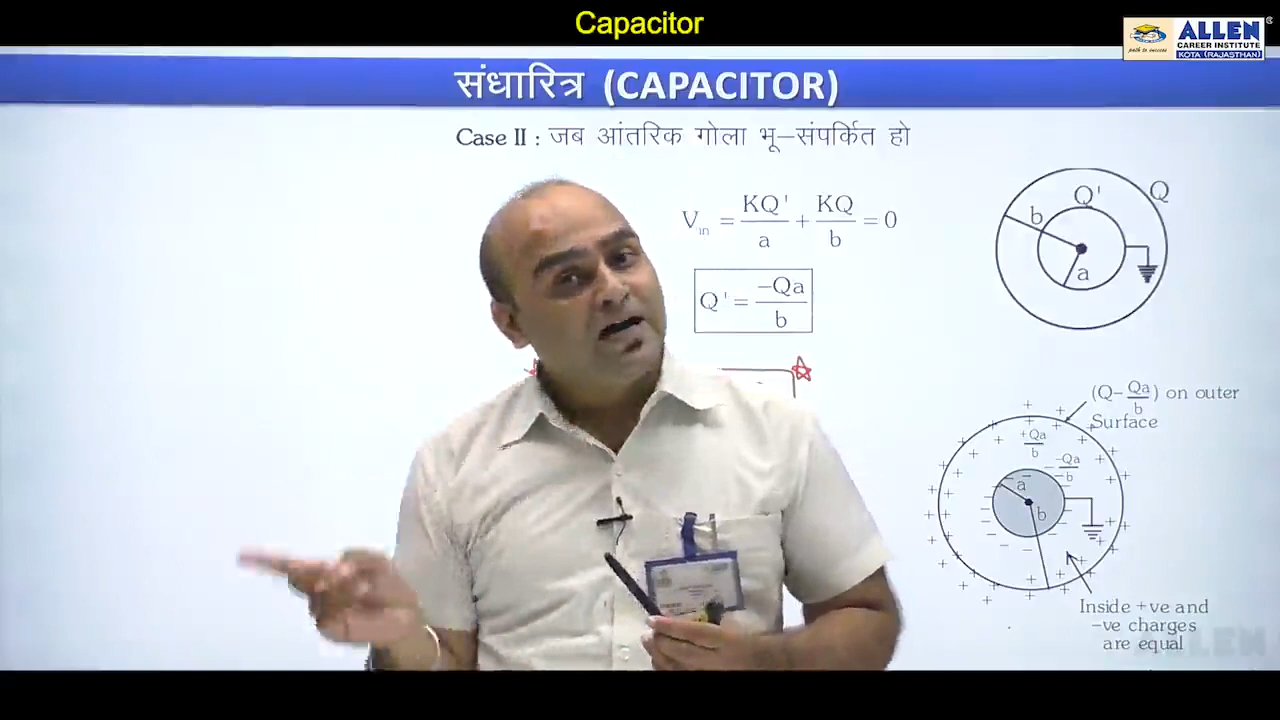 Capacitor
path to success
ALLEN
CAREER INSTITUTE
KOTA (RAJASTHAN)
संधारित्र (CAPACITOR)
Case II : जब आंतरिक गोला भू–संपर्कित हो
V_in = KQ'/a + KQ/b = 0
Q' = -Qa/b
Q'
Q
b
a
(Q- Qa/b) on outer
Surface
+Qa/b
-Qa/b
a
b
Inside +ve and
-ve charges
are equal
ALLEN